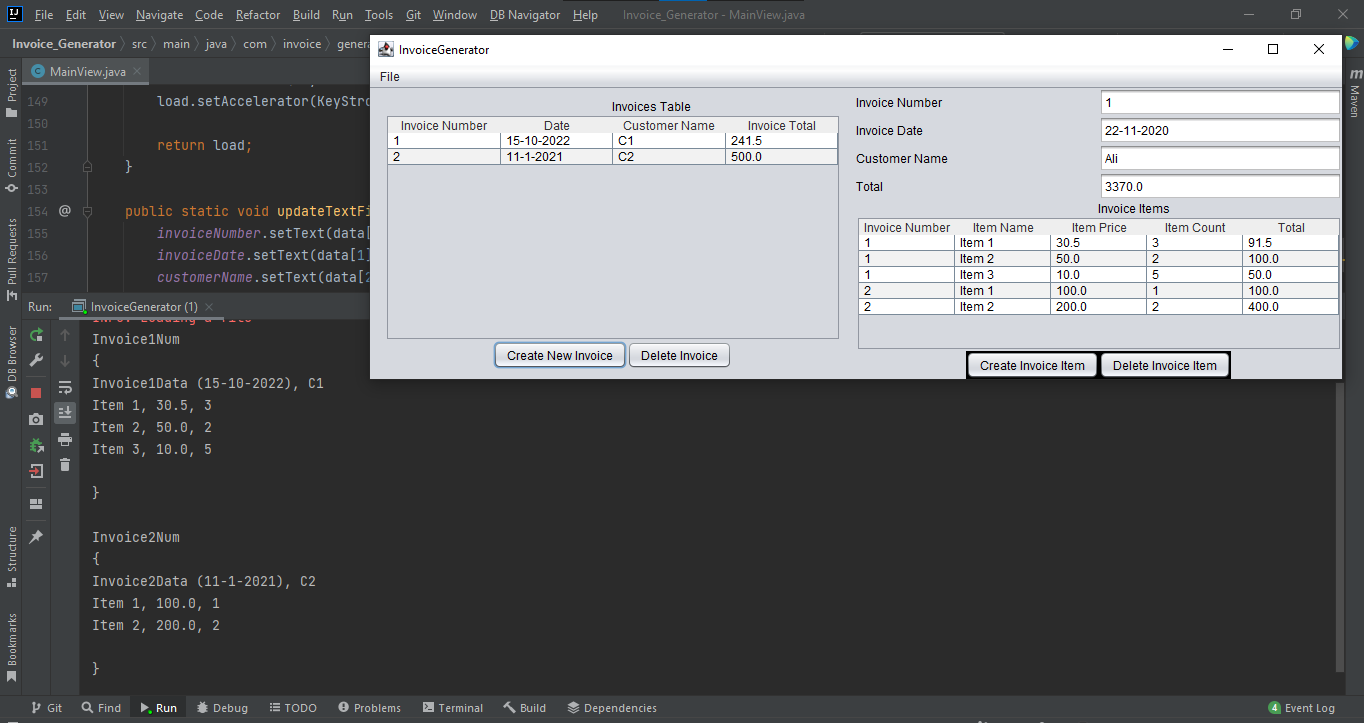 File Edit View Navigate Code Refactor Build Run Tools Git Window DB Navigator Help Invoice_Generator - MainView.java
Invoice_Generator src main java com invoice
MainView.java
149 load.setAccelerator(KeyStro
150
151 return load;
152 }
153
154 @ public static void updateTextFi
155 invoiceNumber.setText(data[
156 invoiceDate.setText(data[1]
157 customerName.setText(data[2
Project
Commit
Pull Requests
DB Browser
Structure
Bookmarks
Maven
InvoiceGenerator
File
Invoices Table
Invoice Number Date Customer Name Invoice Total
1 15-10-2022 C1 241.5
2 11-1-2021 C2 500.0
Create New Invoice Delete Invoice
Invoice Number 1
Invoice Date 22-11-2020
Customer Name Ali
Total 3370.0
Invoice Items
Invoice Number Item Name Item Price Item Count Total
1 Item 1 30.5 3 91.5
1 Item 2 50.0 2 100.0
1 Item 3 10.0 5 50.0
2 Item 1 100.0 1 100.0
2 Item 2 200.0 2 400.0
Create Invoice Item Delete Invoice Item
Run: InvoiceGenerator (1)
Invoice1Num
{
Invoice1Data (15-10-2022), C1
Item 1, 30.5, 3
Item 2, 50.0, 2
Item 3, 10.0, 5
}
Invoice2Num
{
Invoice2Data (11-1-2021), C2
Item 1, 100.0, 1
Item 2, 200.0, 2
}
Git Find Run Debug TODO Problems Terminal Build Dependencies 4 Event Log